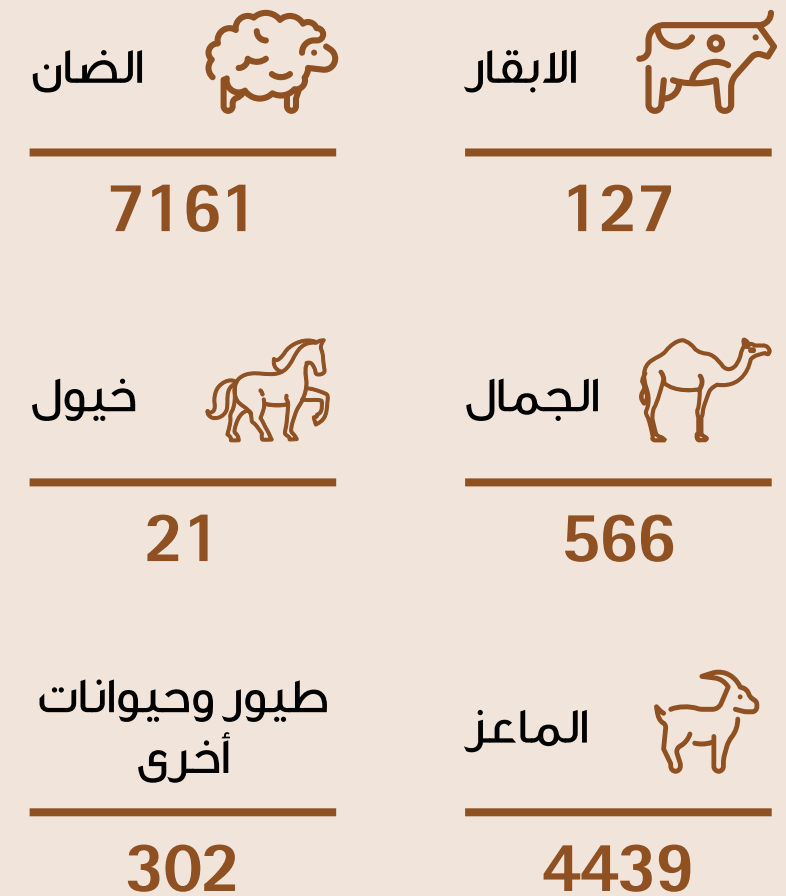 الابقار
127
الضان
7161
الجمال
566
خيول
21
الماعز
4439
طيور وحيوانات
أخرى
302